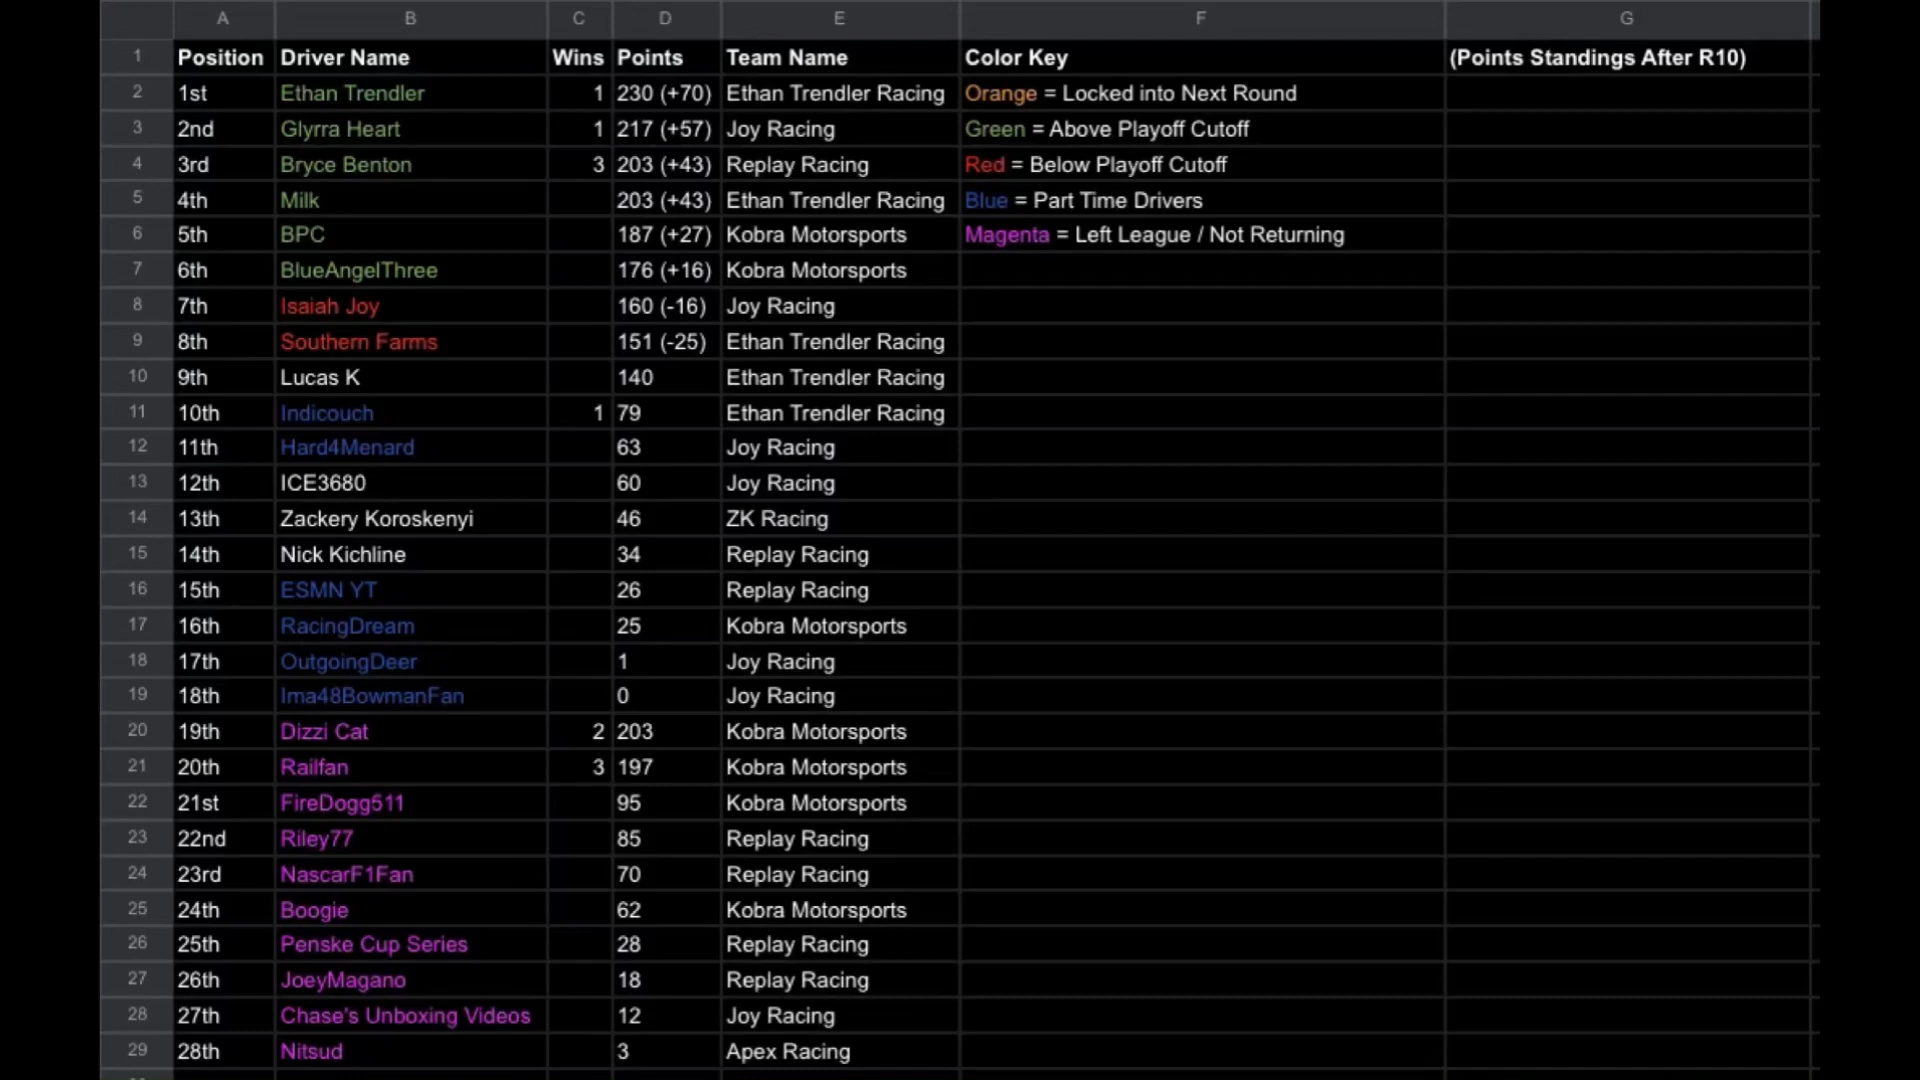 A B C D E F G
1 Position Driver Name Wins Points Team Name Color Key (Points Standings After R10)
2 1st Ethan Trendler 1 230 (+70) Ethan Trendler Racing Orange = Locked into Next Round
3 2nd Glyrra Heart 1 217 (+57) Joy Racing Green = Above Playoff Cutoff
4 3rd Bryce Benton 3 203 (+43) Replay Racing Red = Below Playoff Cutoff
5 4th Milk 203 (+43) Ethan Trendler Racing Blue = Part Time Drivers
6 5th BPC 187 (+27) Kobra Motorsports Magenta = Left League / Not Returning
7 6th BlueAngelThree 176 (+16) Kobra Motorsports
8 7th Isaiah Joy 160 (-16) Joy Racing
9 8th Southern Farms 151 (-25) Ethan Trendler Racing
10 9th Lucas K 140 Ethan Trendler Racing
11 10th Indicouch 1 79 Ethan Trendler Racing
12 11th Hard4Menard 63 Joy Racing
13 12th ICE3680 60 Joy Racing
14 13th Zackery Koroskenyi 46 ZK Racing
15 14th Nick Kichline 34 Replay Racing
16 15th ESMN YT 26 Replay Racing
17 16th RacingDream 25 Kobra Motorsports
18 17th OutgoingDeer 1 Joy Racing
19 18th Ima48BowmanFan 0 Joy Racing
20 19th Dizzi Cat 2 203 Kobra Motorsports
21 20th Railfan 3 197 Kobra Motorsports
22 21st FireDogg511 95 Kobra Motorsports
23 22nd Riley77 85 Replay Racing
24 23rd NascarF1Fan 70 Replay Racing
25 24th Boogie 62 Kobra Motorsports
26 25th Penske Cup Series 28 Replay Racing
27 26th JoeyMagano 18 Replay Racing
28 27th Chase's Unboxing Videos 12 Joy Racing
29 28th Nitsud 3 Apex Racing